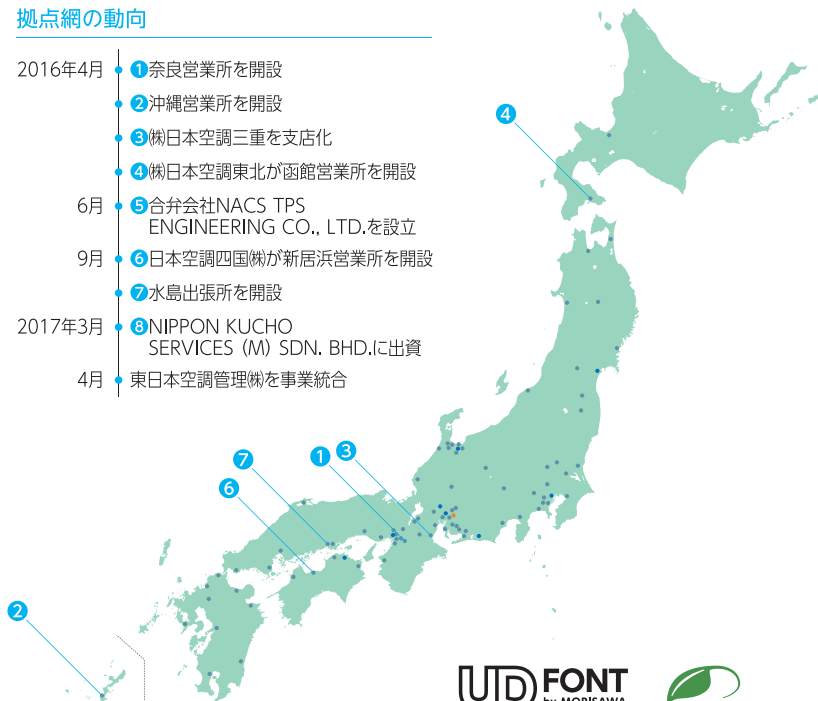 拠点網の動向
2016年4月 ❶奈良営業所を開設
❷沖縄営業所を開設
❸㈱日本空調三重を支店化
❹㈱日本空調東北が函館営業所を開設
6月 ❺合弁会社NACS TPS
ENGINEERING CO., LTD.を設立
9月 ❻日本空調四国㈱が新居浜営業所を開設
❼水島出張所を開設
2017年3月 ❽NIPPON KUCHO
SERVICES (M) SDN. BHD.に出資
4月 東日本空調管理㈱を事業統合
❹
❼
❶
❸
❻
❷
UD FONT
by MORISAWA